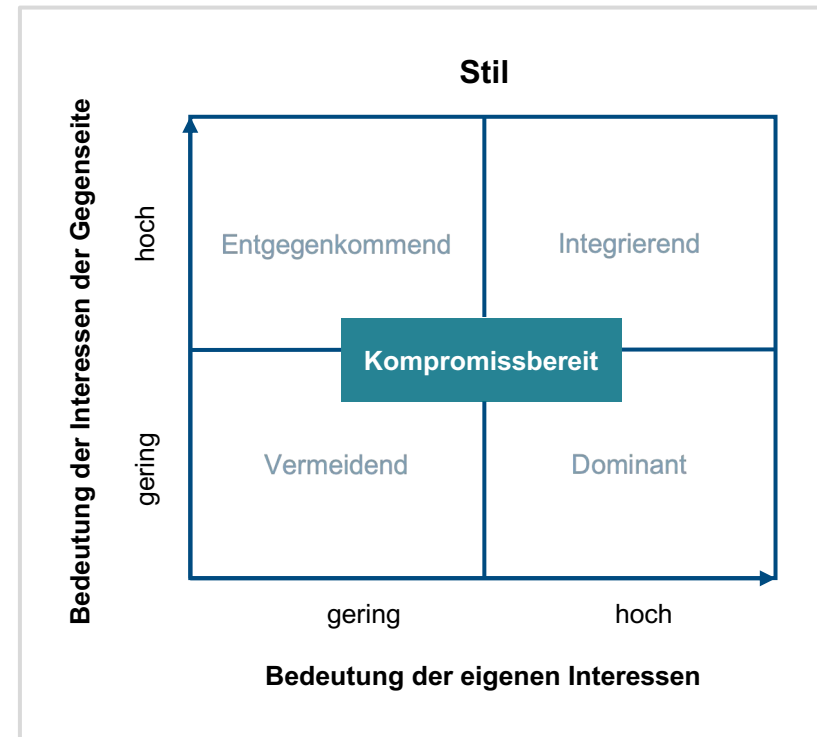 Stil
Bedeutung der Interessen der Gegenseite
hoch
Entgegenkommend
Integrierend
Kompromissbereit
gering
Vermeidend
Dominant
gering
hoch
Bedeutung der eigenen Interessen